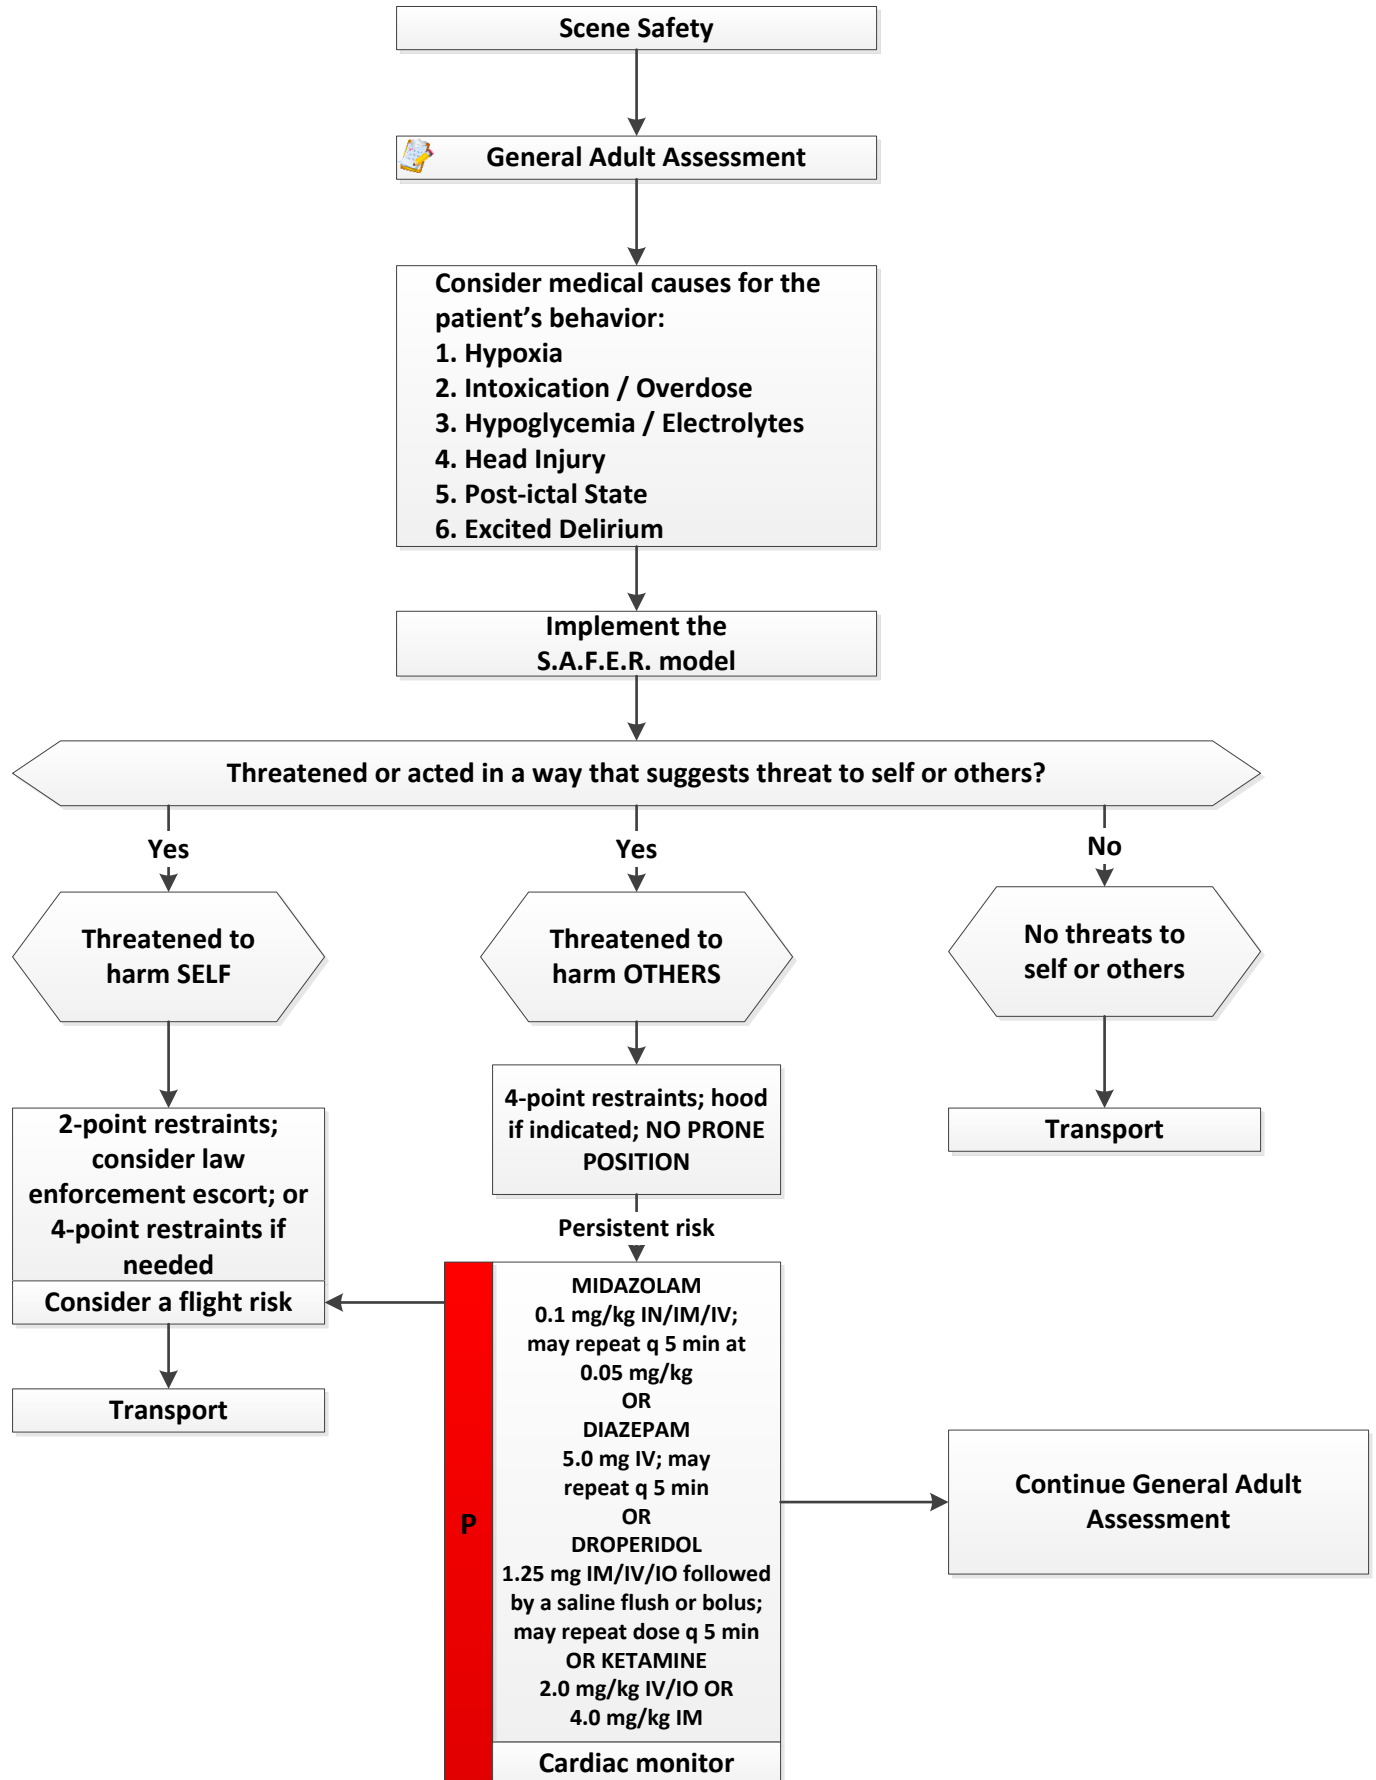 Scene Safety
General Adult Assessment
Consider medical causes for the
patient’s behavior:
1. Hypoxia
2. Intoxication / Overdose
3. Hypoglycemia / Electrolytes
4. Head Injury
5. Post-ictal State
6. Excited Delirium
Implement the
S.A.F.E.R. model
Threatened or acted in a way that suggests threat to self or others?
Yes
Threatened to
harm SELF
2-point restraints;
consider law
enforcement escort; or
4-point restraints if
needed
Consider a flight risk
Transport
Yes
Threatened to
harm OTHERS
4-point restraints; hood
if indicated; NO PRONE
POSITION
Persistent risk
P
MIDAZOLAM
0.1 mg/kg IN/IM/IV;
may repeat q 5 min at
0.05 mg/kg
OR
DIAZEPAM
5.0 mg IV; may
repeat q 5 min
OR
DROPERIDOL
1.25 mg IM/IV/IO followed
by a saline flush or bolus;
may repeat dose q 5 min
OR KETAMINE
2.0 mg/kg IV/IO OR
4.0 mg/kg IM
Cardiac monitor
No
No threats to
self or others
Transport
Continue General Adult
Assessment